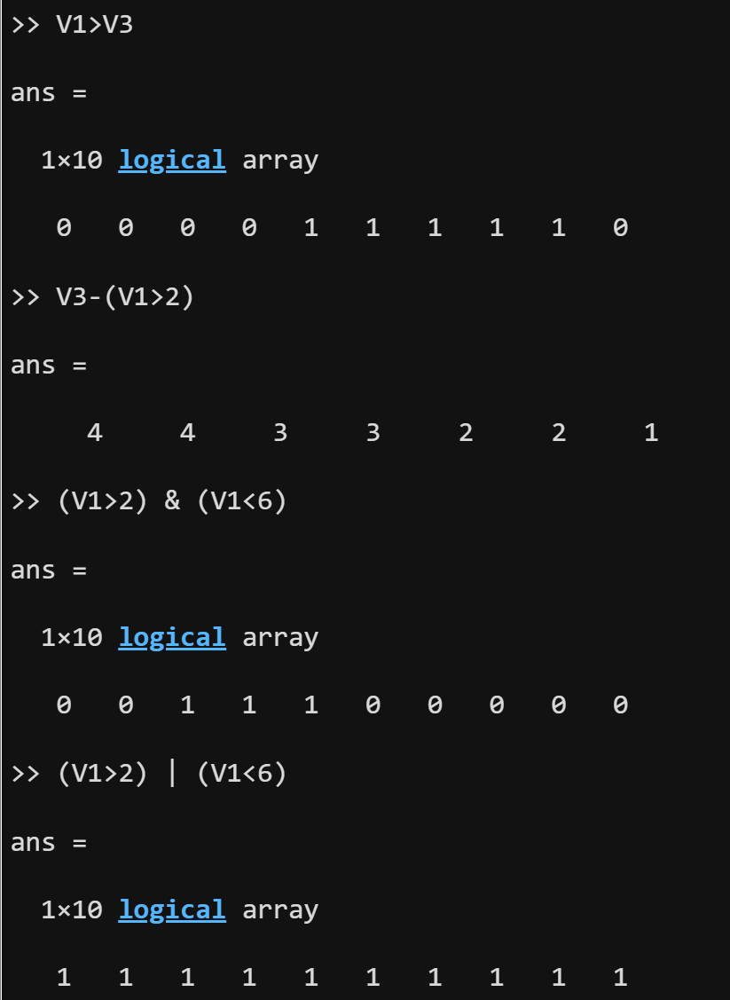 >> V1>V3
ans =
1×10 logical array
0 0 0 0 1 1 1 1 1 0
>> V3-(V1>2)
ans =
4 4 3 3 2 2 1
>> (V1>2) & (V1<6)
ans =
1×10 logical array
0 0 1 1 1 0 0 0 0 0
>> (V1>2) | (V1<6)
ans =
1×10 logical array
1 1 1 1 1 1 1 1 1 1